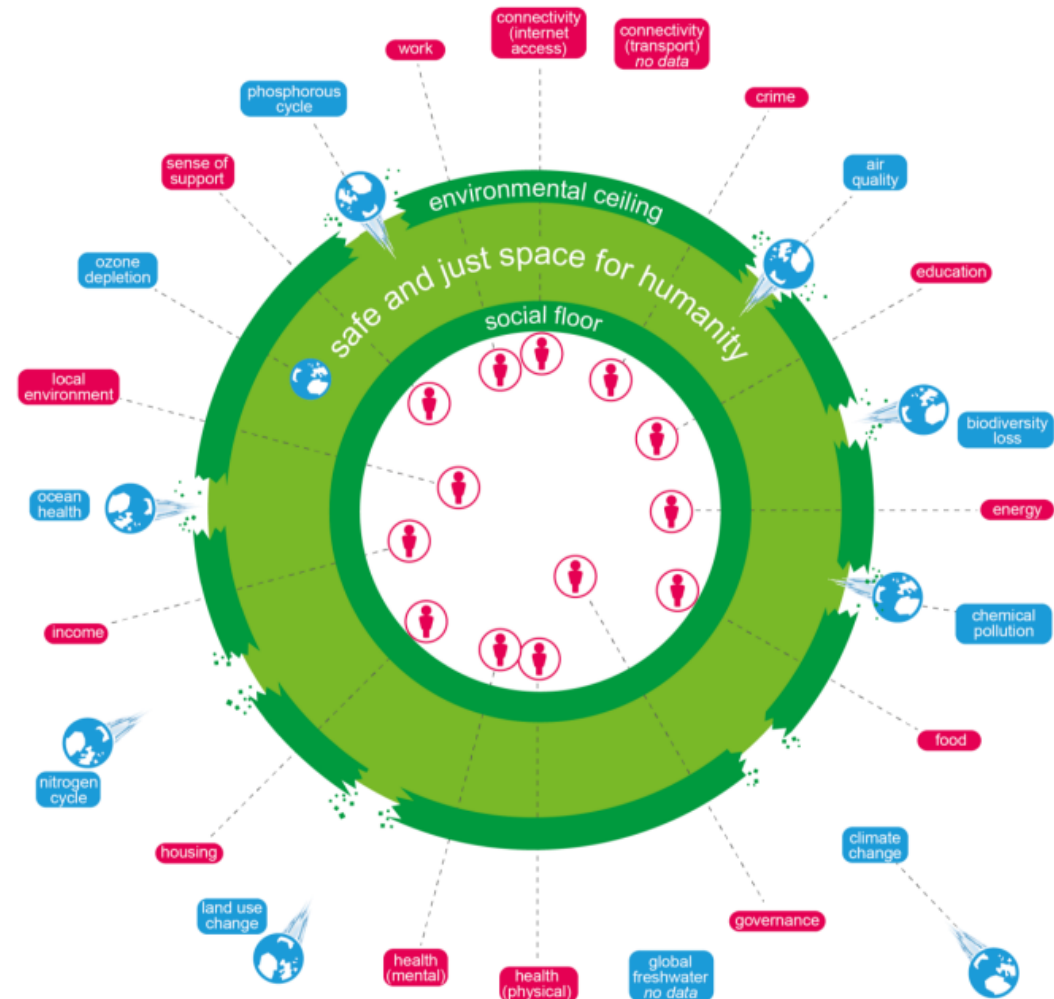 connectivity
(internet
access)
connectivity
(transport)
no data
work
phosphorous
cycle
crime
sense of
support
air
quality
environmental ceiling
safe and just space for humanity
social floor
ozone
depletion
education
local
environment
biodiversity
loss
ocean
health
energy
chemical
pollution
income
food
nitrogen
cycle
housing
climate
change
land use
change
governance
health
(mental)
health
(physical)
global
freshwater
no data